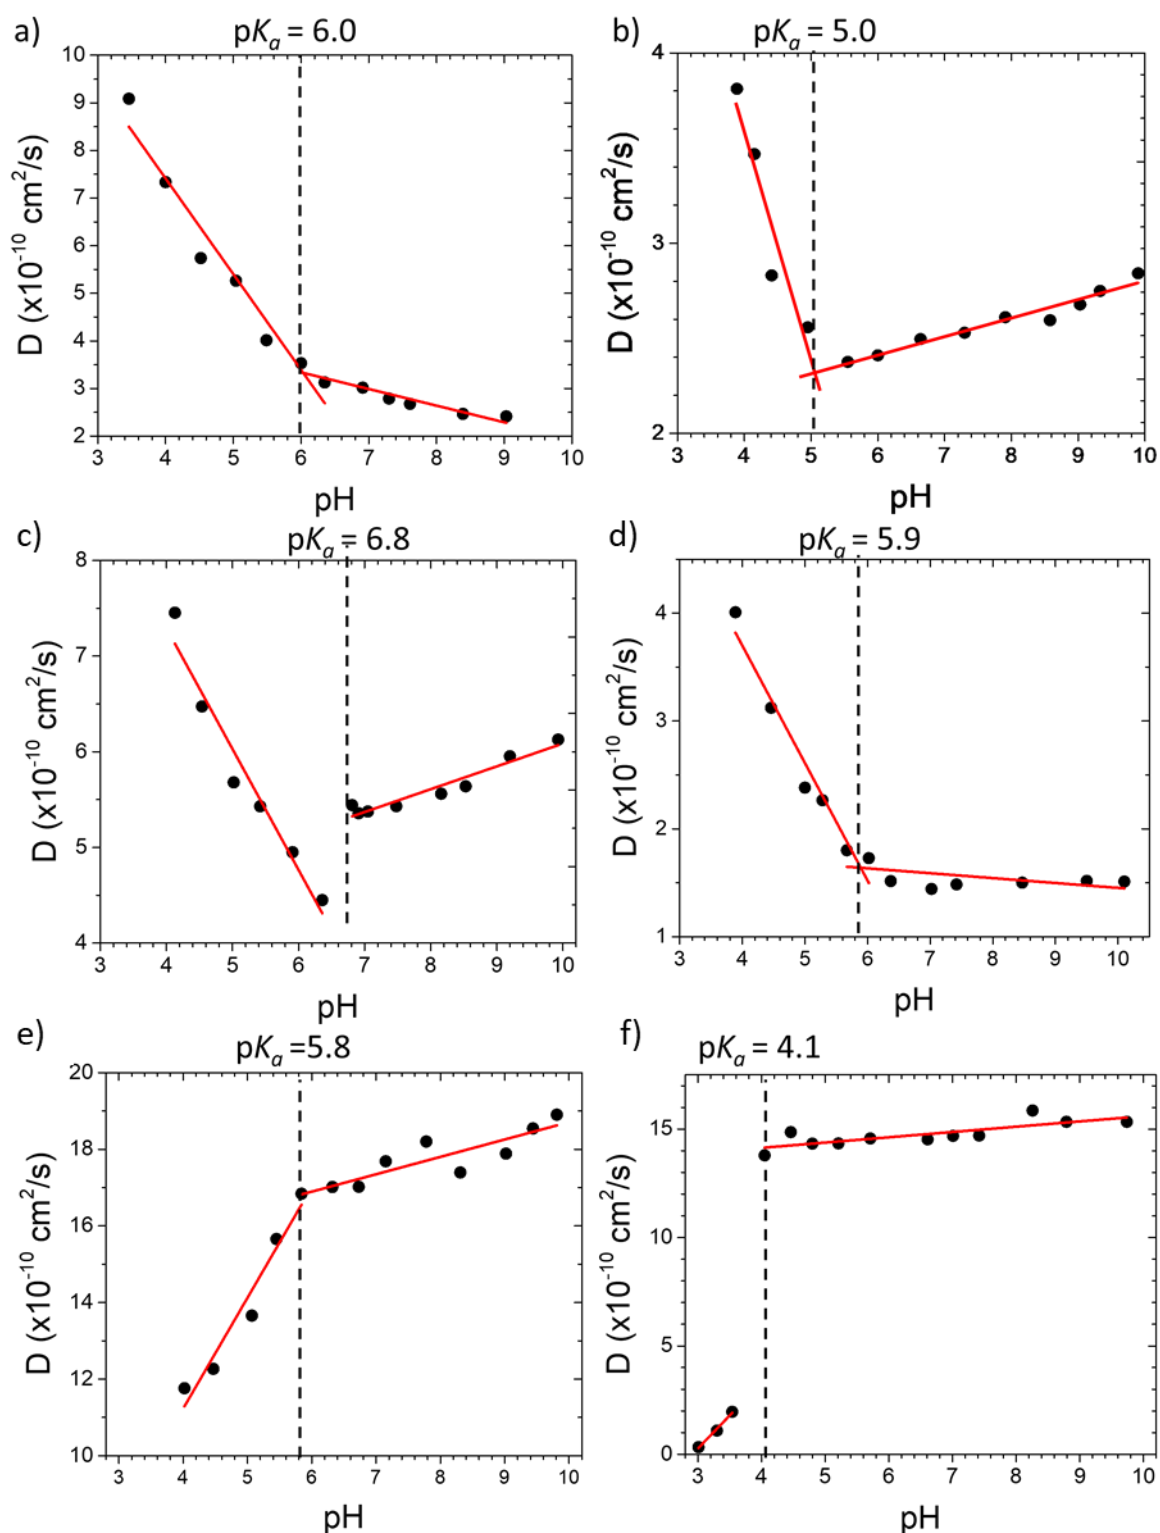 a) pKₐ = 6.0
10
9
8
7
6
5
4
3
2
D (x10⁻¹⁰ cm²/s)
3 4 5 6 7 8 9 10
pH
b) pKₐ = 5.0
4
3
2
D (x10⁻¹⁰ cm²/s)
3 4 5 6 7 8 9 10
pH
c) pKₐ = 6.8
8
7
6
5
4
D (x10⁻¹⁰ cm²/s)
3 4 5 6 7 8 9 10
pH
d) pKₐ = 5.9
4
3
2
1
D (x10⁻¹⁰ cm²/s)
3 4 5 6 7 8 9 10
pH
e) pKₐ =5.8
20
18
16
14
12
10
D (x10⁻¹⁰ cm²/s)
3 4 5 6 7 8 9 10
pH
f) pKₐ = 4.1
15
10
5
0
D (x10⁻¹⁰ cm²/s)
3 4 5 6 7 8 9 10
pH